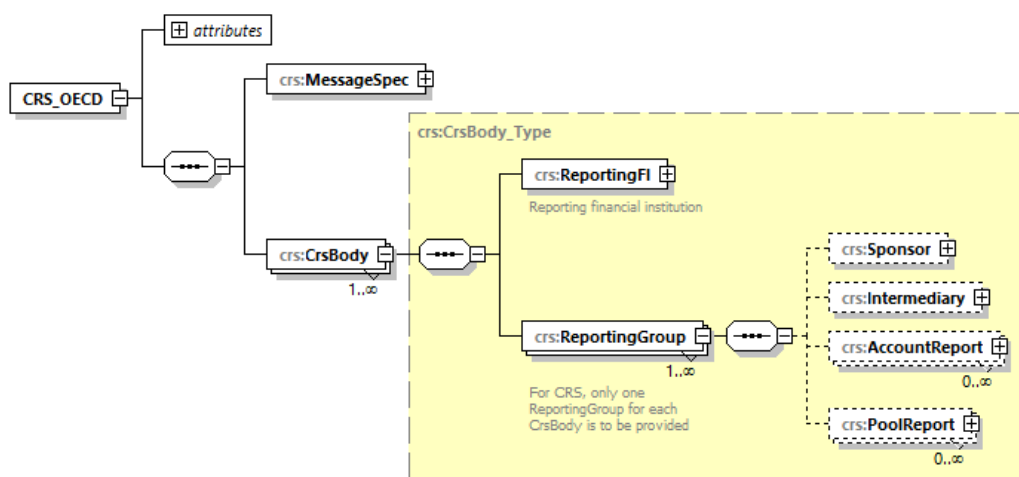 attributes
crs:MessageSpec
CRS_OECD
crs:CrsBody_Type
crs:ReportingFI
Reporting financial institution
crs:CrsBody
1..∞
crs:Sponsor
crs:Intermediary
crs:ReportingGroup
1..∞
crs:AccountReport
0..∞
For CRS, only one
ReportingGroup for each
CrsBody is to be provided
crs:PoolReport
0..∞